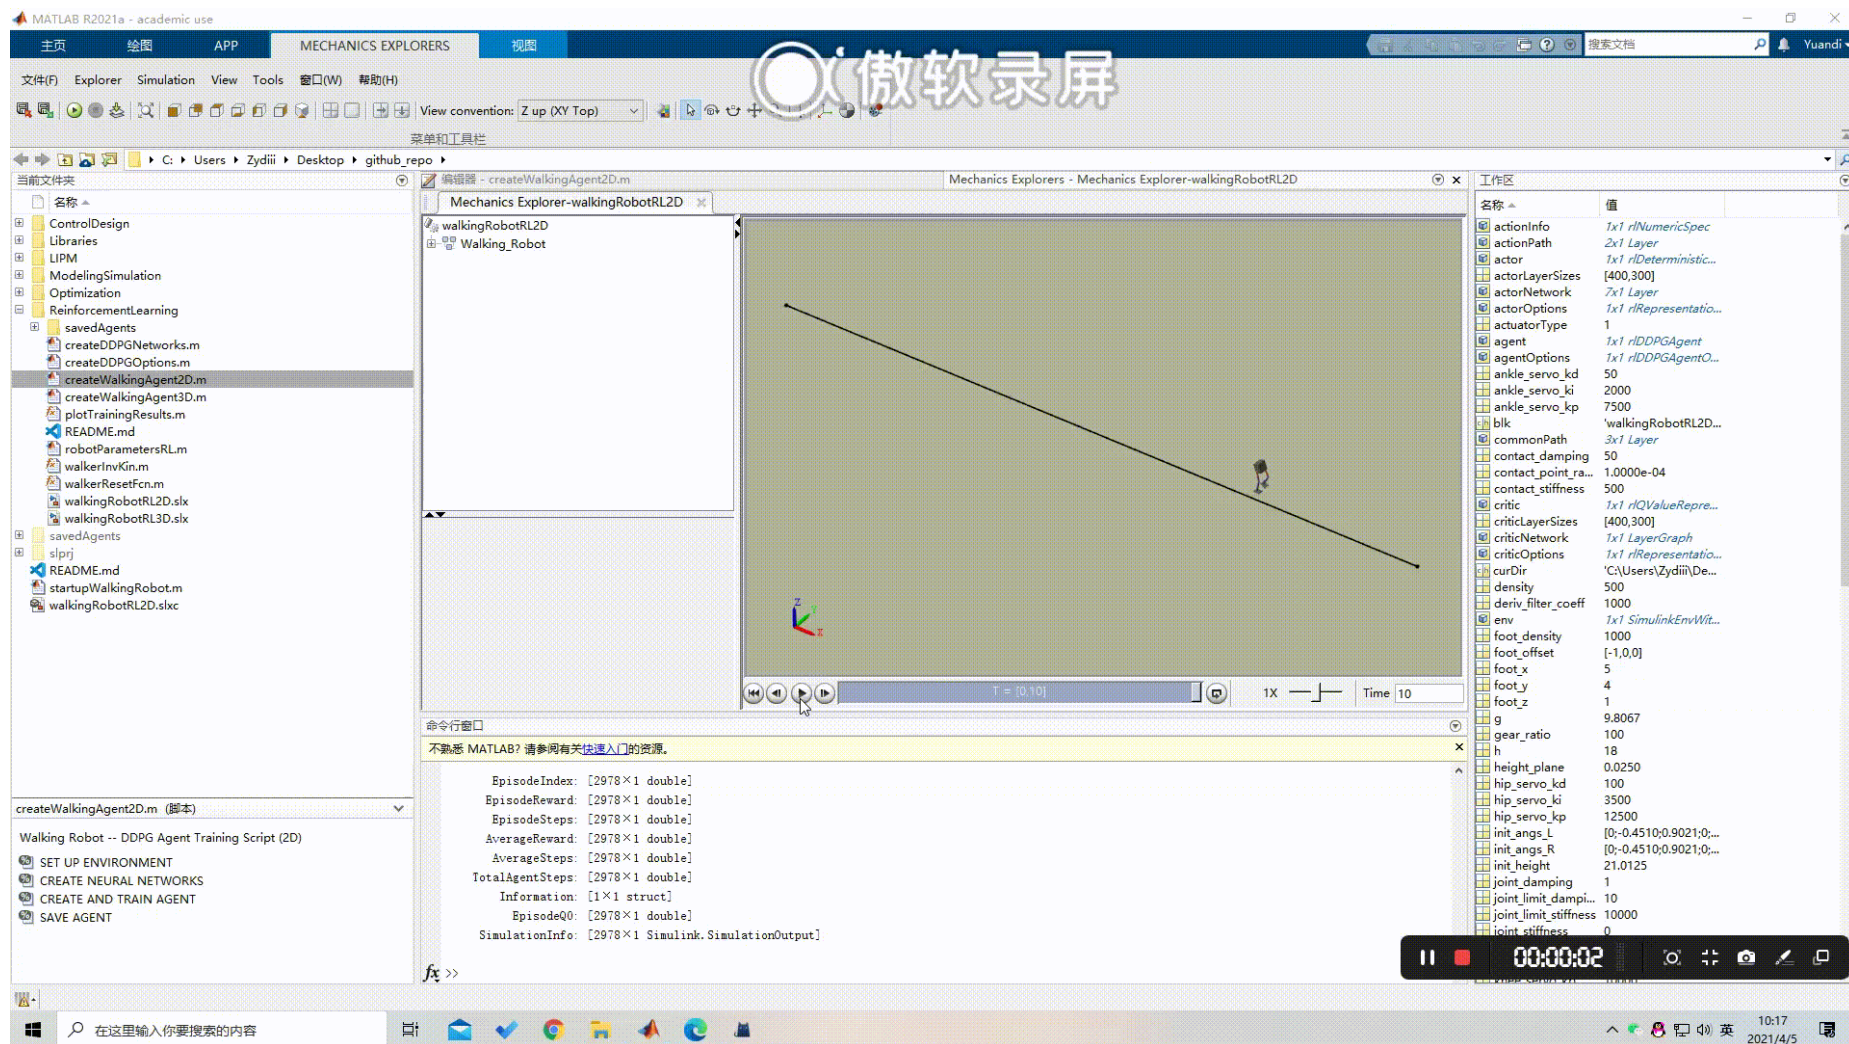 MATLAB R2021a - academic use
主页 绘图 APP MECHANICS EXPLORERS 视图
搜索文档
Yuandi
傲软录屏
文件(F) Explorer Simulation View Tools 窗口(W) 帮助(H)
View convention: Z up (XY Top)
菜单和工具栏
C: Users Zydiii Desktop github_repo
当前文件夹
名称
ControlDesign
Libraries
LIPM
ModelingSimulation
Optimization
ReinforcementLearning
savedAgents
createDDPGNetworks.m
createDDPGOptions.m
createWalkingAgent2D.m
createWalkingAgent3D.m
plotTrainingResults.m
README.md
robotParametersRL.m
walkerInvKin.m
walkerResetFcn.m
walkingRobotRL2D.slx
walkingRobotRL3D.slx
savedAgents
slprj
README.md
startupWalkingRobot.m
walkingRobotRL2D.slxc
createWalkingAgent2D.m (脚本)
Walking Robot -- DDPG Agent Training Script (2D)
SET UP ENVIRONMENT
CREATE NEURAL NETWORKS
CREATE AND TRAIN AGENT
SAVE AGENT
编辑器 - createWalkingAgent2D.m
Mechanics Explorers - Mechanics Explorer-walkingRobotRL2D
Mechanics Explorer-walkingRobotRL2D
walkingRobotRL2D
Walking_Robot
Z
Y
X
T = [0,10]
1X
Time 10
命令行窗口
不熟悉 MATLAB? 请参阅有关快速入门的资源。
EpisodeIndex: [2978×1 double]
EpisodeReward: [2978×1 double]
EpisodeSteps: [2978×1 double]
AverageReward: [2978×1 double]
AverageSteps: [2978×1 double]
TotalAgentSteps: [2978×1 double]
Information: [1×1 struct]
EpisodeQ0: [2978×1 double]
SimulationInfo: [2978×1 Simulink.SimulationOutput]
fx >>
工作区
名称 值
actionInfo 1x1 rlNumericSpec
actionPath 2x1 Layer
actor 1x1 rlDeterministic...
actorLayerSizes [400,300]
actorNetwork 7x1 Layer
actorOptions 1x1 rlRepresentatio...
actuatorType 1
agent 1x1 rlDDPGAgent
agentOptions 1x1 rlDDPGAgentO...
ankle_servo_kd 50
ankle_servo_ki 2000
ankle_servo_kp 7500
blk 'walkingRobotRL2D...
commonPath 3x1 Layer
contact_damping 50
contact_point_ra... 1.0000e-04
contact_stiffness 500
critic 1x1 rlQValueRepre...
criticLayerSizes [400,300]
criticNetwork 1x1 LayerGraph
criticOptions 1x1 rlRepresentatio...
curDir 'C:\Users\Zydiii\De...
density 500
deriv_filter_coeff 1000
env 1x1 SimulinkEnvWit...
foot_density 1000
foot_offset [-1,0,0]
foot_x 5
foot_y 4
foot_z 1
g 9.8067
gear_ratio 100
h 18
height_plane 0.0250
hip_servo_kd 100
hip_servo_ki 3500
hip_servo_kp 12500
init_angs_L [0;-0.4510;0.9021;0;...
init_angs_R [0;-0.4510;0.9021;0;...
init_height 21.0125
joint_damping 1
joint_limit_dampi... 10
joint_limit_stiffness 10000
joint_stiffness 0
00:00:02
在这里输入你要搜索的内容
英
10:17
2021/4/5